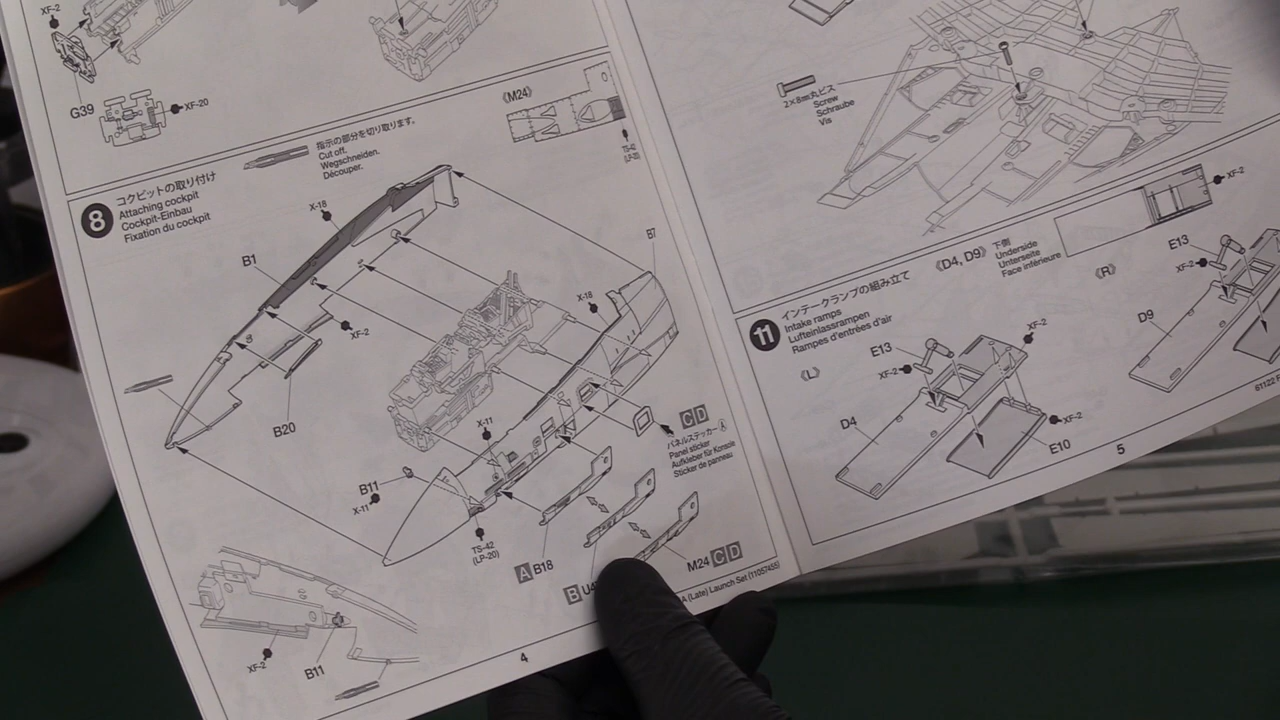 XF-2
G39
XF-20
指示の部分を切り取ります。
Cut off.
Wegschneiden.
Découper.
《M24》
TS-42
(LP-20)
8
コクピットの取り付け
Attaching cockpit
Cockpit-Einbau
Fixation du cockpit
X-18
B1
B7
X-18
XF-2
B20
X-11
B11
X-11
TS-42
(LP-20)
C D
パネルステッカー Ⓐ
Panel sticker
Aufkleber für Konsole
Sticker de panneau
A B18
B
M24 C D
XF-2
B11
A (Late) Launch Set (11057455)
4
2×8mm丸ビス
Screw
Schraube
Vis
XF-2
《D4, D9》
下側
Underside
Unterseite
Face inférieure
11
インテークランプの組み立て
Intake ramps
Lufteinlassrampen
Rampes d'entrées d'air
《L》
E13
XF-2
XF-2
D4
XF-2
E10
《R》
E13
XF-2
D9
61122
5